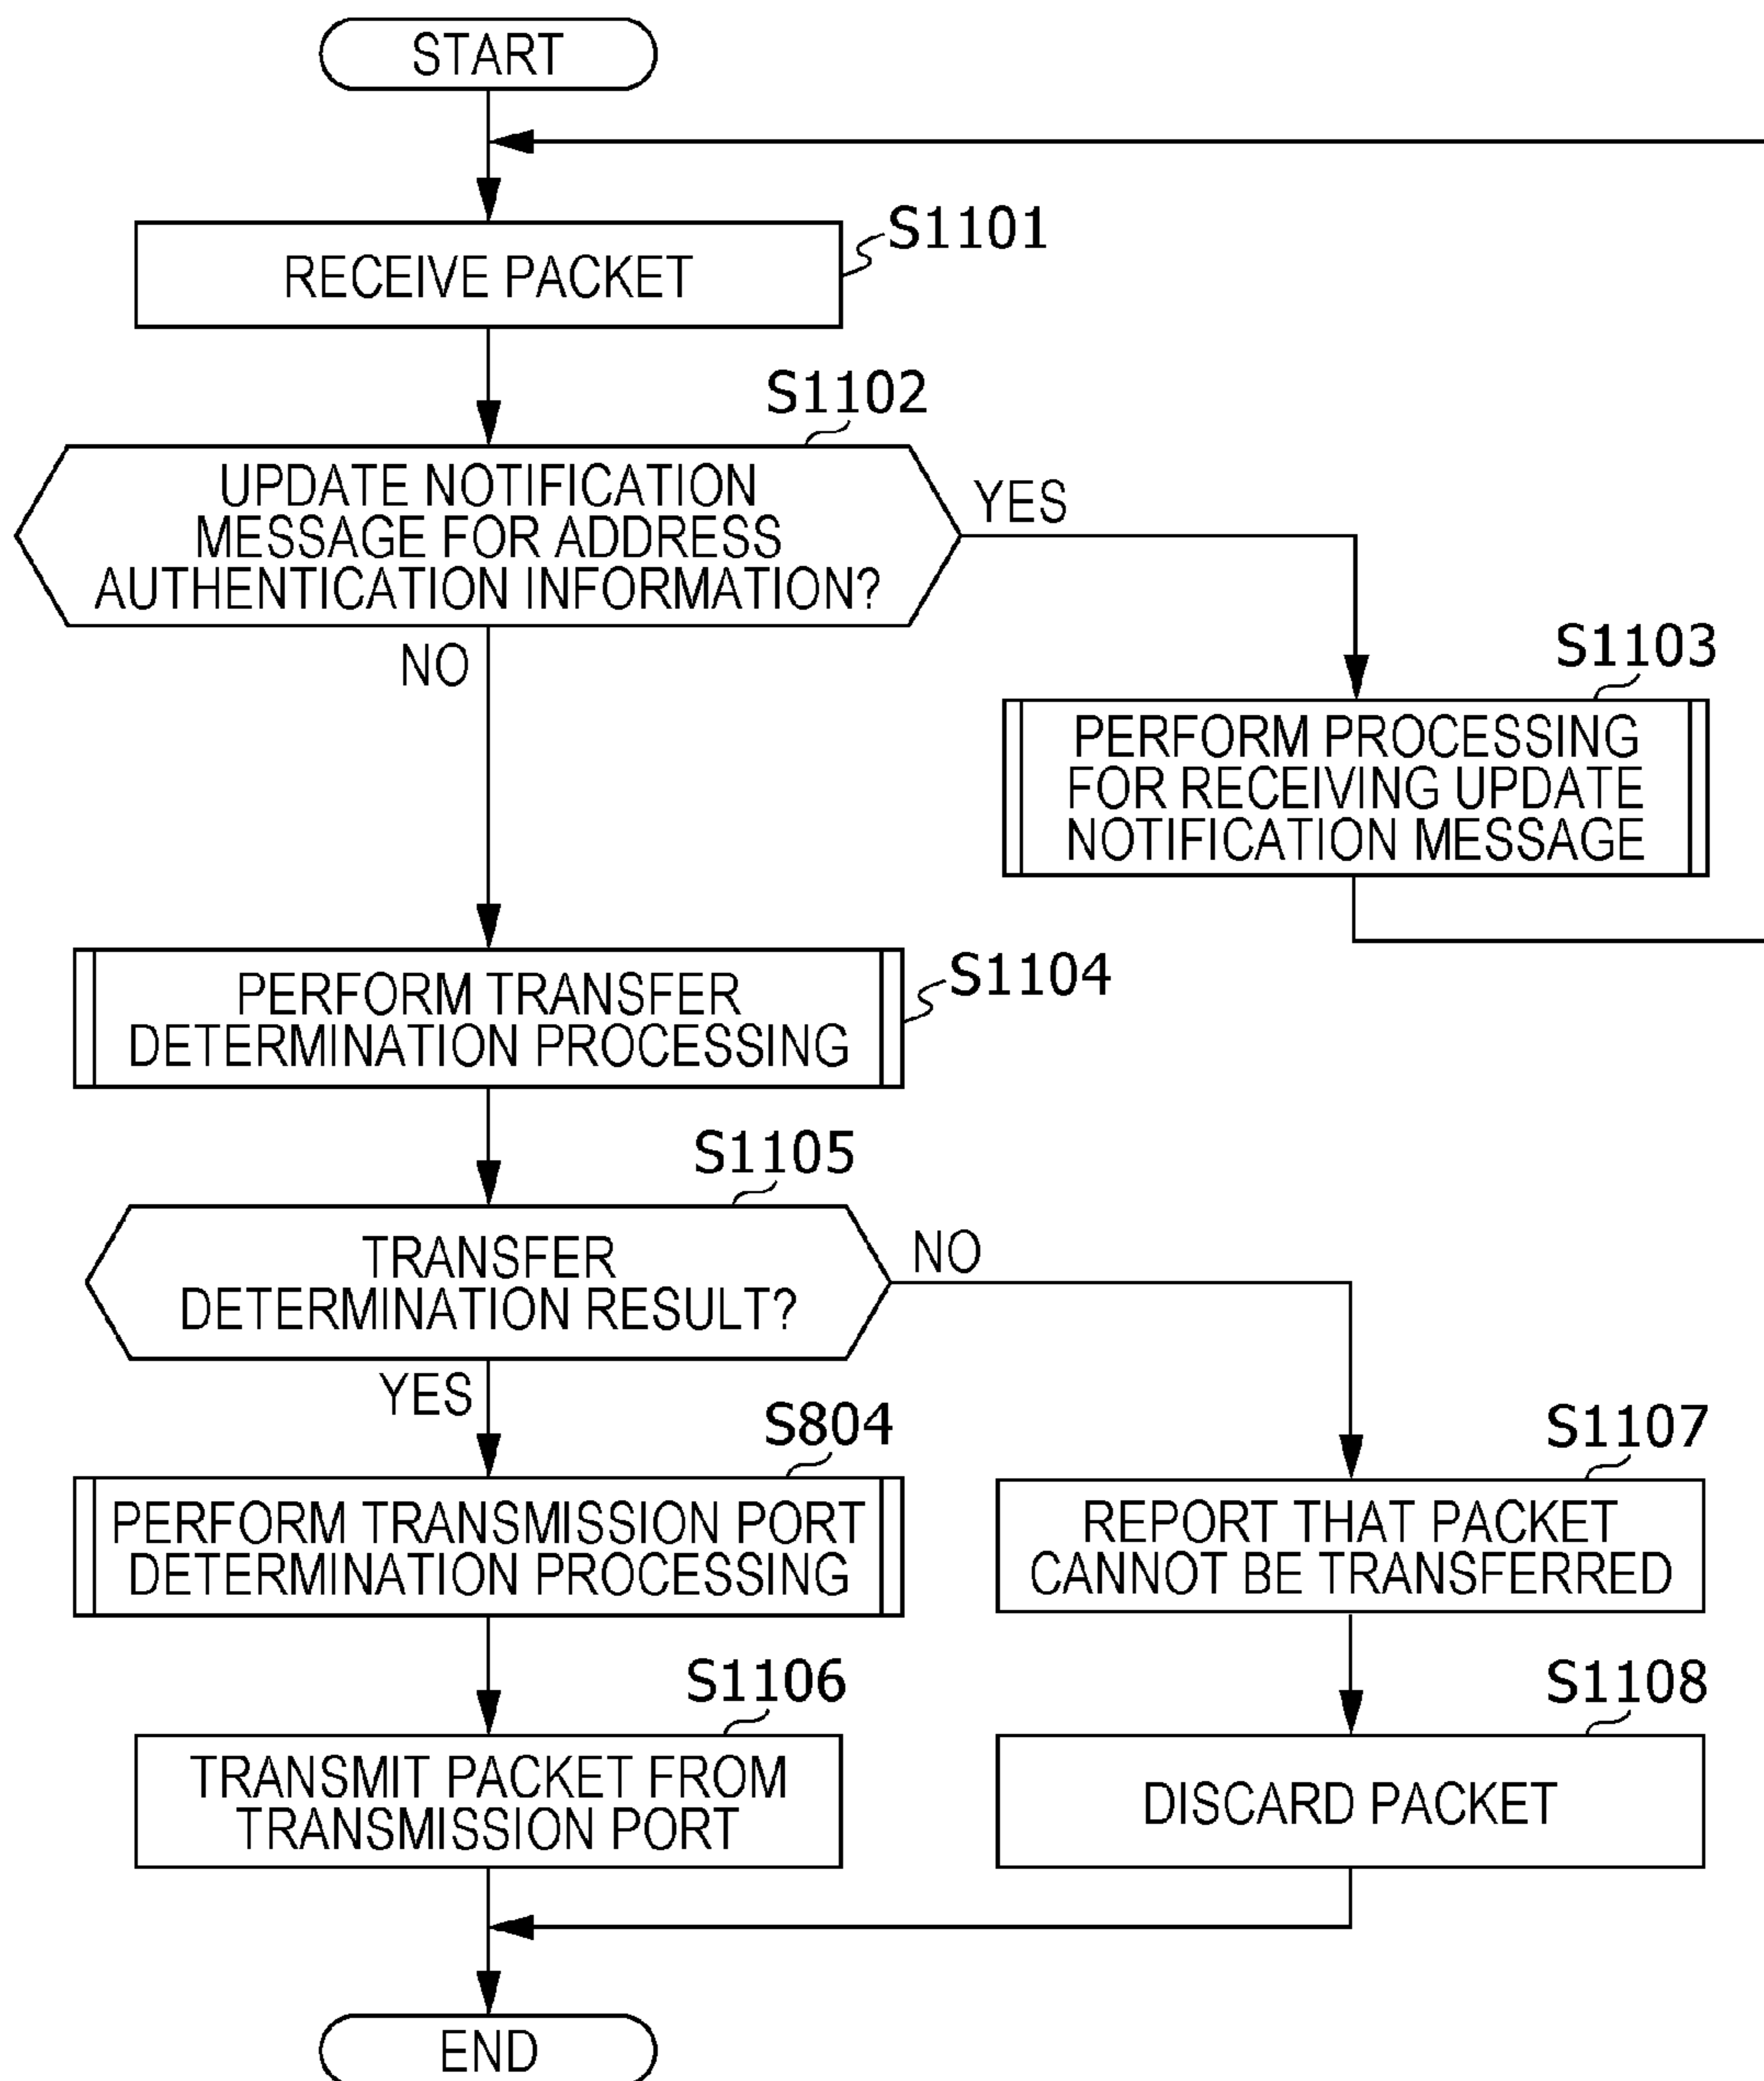 START
S1101
RECEIVE PACKET
S1102
UPDATE NOTIFICATION
MESSAGE FOR ADDRESS
AUTHENTICATION INFORMATION?
YES
NO
S1103
PERFORM PROCESSING
FOR RECEIVING UPDATE
NOTIFICATION MESSAGE
S1104
PERFORM TRANSFER
DETERMINATION PROCESSING
S1105
TRANSFER
DETERMINATION RESULT?
NO
YES
S804
PERFORM TRANSMISSION PORT
DETERMINATION PROCESSING
S1107
REPORT THAT PACKET
CANNOT BE TRANSFERRED
S1106
TRANSMIT PACKET FROM
TRANSMISSION PORT
S1108
DISCARD PACKET
END